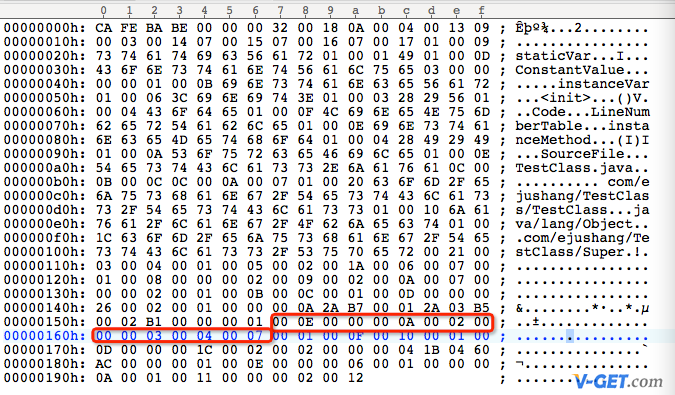 0 1 2 3 4 5 6 7 8 9 a b c d e f
00000000h: CA FE BA BE 00 00 00 32 00 18 0A 00 04 00 13 09 ; Êþº¾...2........
00000010h: 00 03 00 14 07 00 15 07 00 16 07 00 17 01 00 09 ; ................
00000020h: 73 74 61 74 69 63 56 61 72 01 00 01 49 01 00 0D ; staticVar...I...
00000030h: 43 6F 6E 73 74 61 6E 74 56 61 6C 75 65 03 00 00 ; ConstantValue...
00000040h: 00 00 01 00 0B 69 6E 73 74 61 6E 63 65 56 61 72 ; .....instanceVar
00000050h: 01 00 06 3C 69 6E 69 74 3E 01 00 03 28 29 56 01 ; ...<init>...()V.
00000060h: 00 04 43 6F 64 65 01 00 0F 4C 69 6E 65 4E 75 6D ; ..Code...LineNum
00000070h: 62 65 72 54 61 62 6C 65 01 00 0E 69 6E 73 74 61 ; berTable...insta
00000080h: 6E 63 65 4D 65 74 68 6F 64 01 00 04 28 49 29 49 ; nceMethod...(I)I
00000090h: 01 00 0A 53 6F 75 72 63 65 46 69 6C 65 01 00 0E ; ...SourceFile...
000000a0h: 54 65 73 74 43 6C 61 73 73 2E 6A 61 76 61 0C 00 ; TestClass.java..
000000b0h: 0B 00 0C 0C 00 0A 00 07 01 00 20 63 6F 6D 2F 65 ; .......... com/e
000000c0h: 6A 75 73 68 61 6E 67 2F 54 65 73 74 43 6C 61 73 ; jushang/TestClas
000000d0h: 73 2F 54 65 73 74 43 6C 61 73 73 01 00 10 6A 61 ; s/TestClass...ja
000000e0h: 76 61 2F 6C 61 6E 67 2F 4F 62 6A 65 63 74 01 00 ; va/lang/Object..
000000f0h: 1C 63 6F 6D 2F 65 6A 75 73 68 61 6E 67 2F 54 65 ; .com/ejushang/Te
00000100h: 73 74 43 6C 61 73 73 2F 53 75 70 65 72 00 21 00 ; stClass/Super.!.
00000110h: 03 00 04 00 01 00 05 00 02 00 1A 00 06 00 07 00 ; ................
00000120h: 01 00 08 00 00 00 02 00 09 00 02 00 0A 00 07 00 ; ................
00000130h: 00 00 02 00 01 00 0B 00 0C 00 01 00 0D 00 00 00 ; ................
00000140h: 26 00 02 00 01 00 00 00 0A 2A B7 00 01 2A 03 B5 ; &........*·..*.µ
00000150h: 00 02 B1 00 00 00 01 00 0E 00 00 00 0A 00 02 00 ; ..±.............
00000160h: 00 00 03 00 04 00 07 00 01 00 0F 00 10 00 01 00 ; ................
00000170h: 0D 00 00 00 1C 00 02 00 02 00 00 00 04 1B 04 60 ; ...............`
00000180h: AC 00 00 00 01 00 0E 00 00 00 06 00 01 00 00 00 ; ¬...............
00000190h: 0A 00 01 00 11 00 00 00 02 00 12 ; ...........
V-GET.com